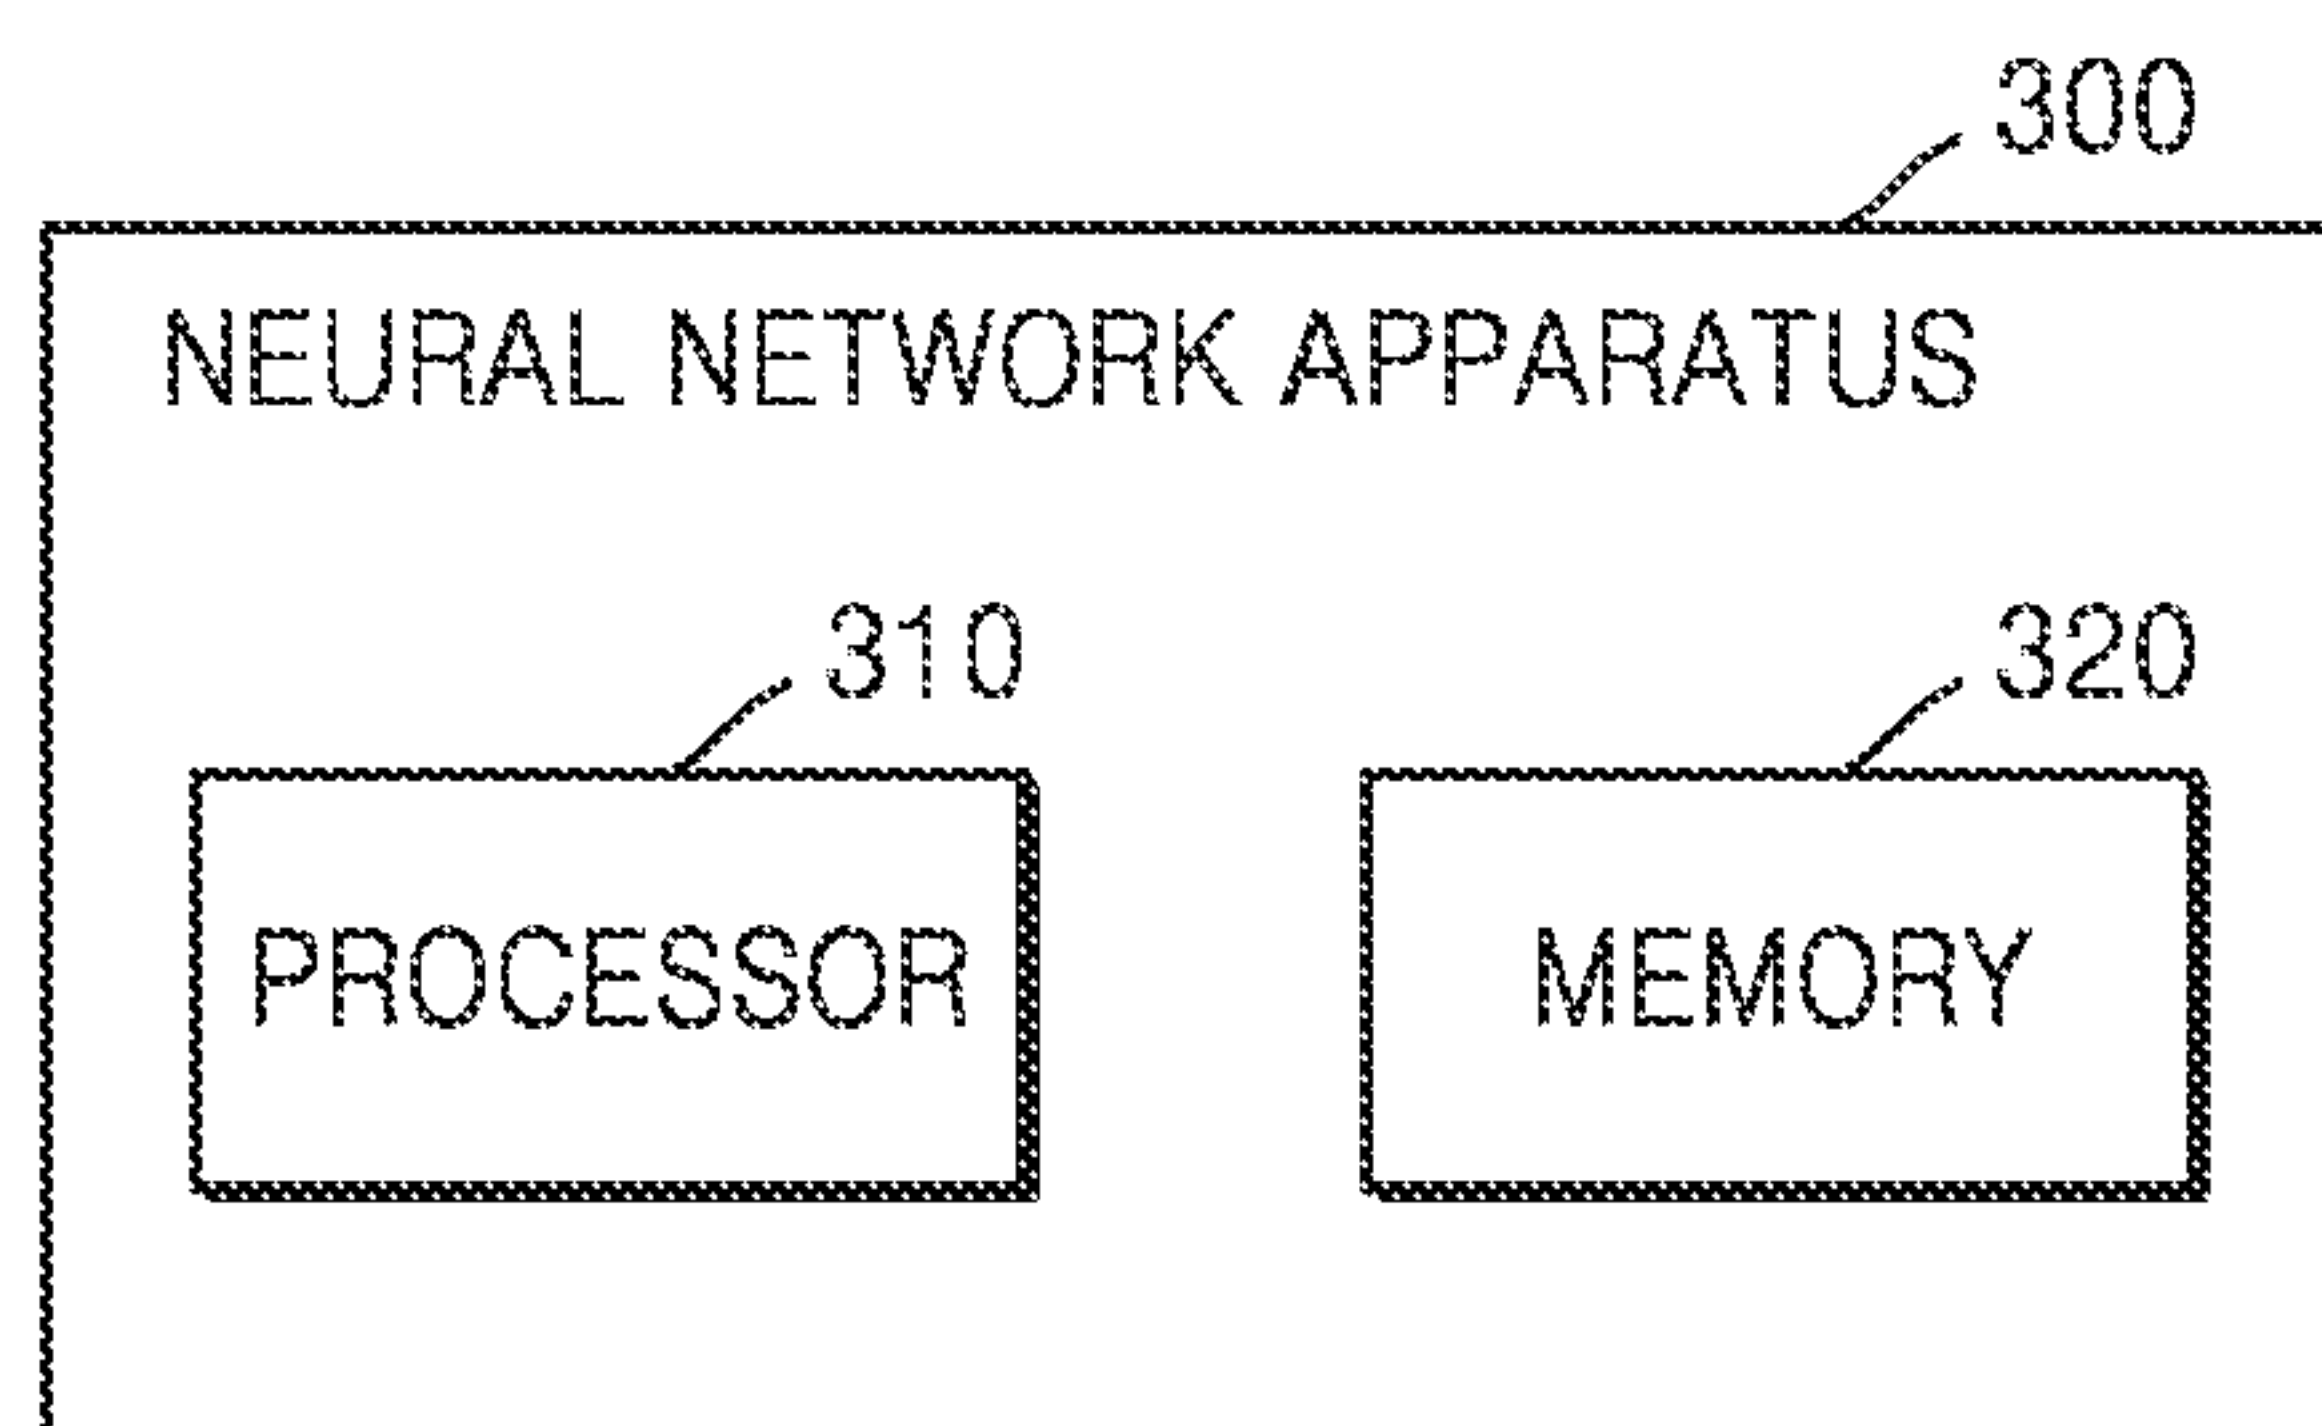 300
NEURAL NETWORK APPARATUS
310
320
PROCESSOR
MEMORY